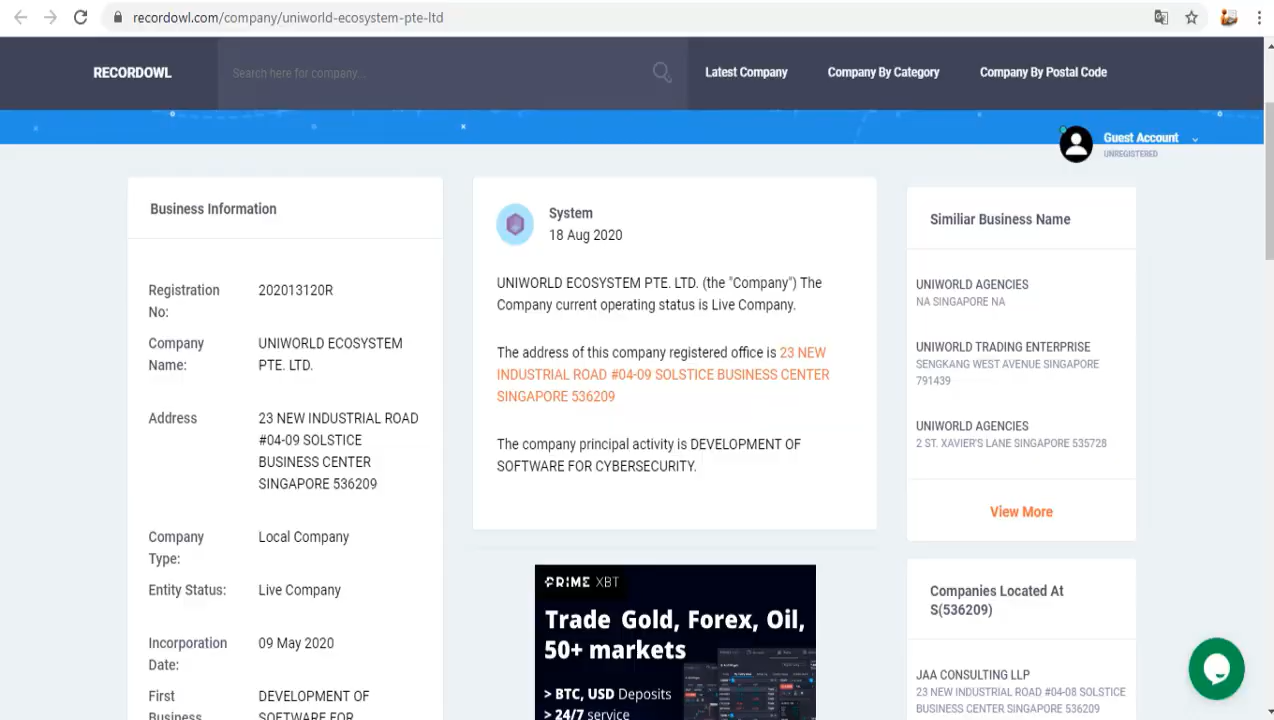 recordowl.com/company/uniworld-ecosystem-pte-ltd
RECORDOWL
Search here for company...
Latest Company
Company By Category
Company By Postal Code
Guest Account
UNREGISTERED
Business Information
Registration No:
202013120R
Company Name:
UNIWORLD ECOSYSTEM
PTE. LTD.
Address
23 NEW INDUSTRIAL ROAD
#04-09 SOLSTICE
BUSINESS CENTER
SINGAPORE 536209
Company Type:
Local Company
Entity Status:
Live Company
Incorporation Date:
09 May 2020
First Business
DEVELOPMENT OF
SOFTWARE FOR
System
18 Aug 2020
UNIWORLD ECOSYSTEM PTE. LTD. (the "Company") The
Company current operating status is Live Company.
The address of this company registered office is 23 NEW
INDUSTRIAL ROAD #04-09 SOLSTICE BUSINESS CENTER
SINGAPORE 536209
The company principal activity is DEVELOPMENT OF
SOFTWARE FOR CYBERSECURITY.
PRIME XBT
Trade Gold, Forex, Oil,
50+ markets
> BTC, USD Deposits
> 24/7 service
Similiar Business Name
UNIWORLD AGENCIES
NA SINGAPORE NA
UNIWORLD TRADING ENTERPRISE
SENGKANG WEST AVENUE SINGAPORE
791439
UNIWORLD AGENCIES
2 ST. XAVIER'S LANE SINGAPORE 535728
View More
Companies Located At
S(536209)
JAA CONSULTING LLP
23 NEW INDUSTRIAL ROAD #04-08 SOLSTICE
BUSINESS CENTER SINGAPORE 536209